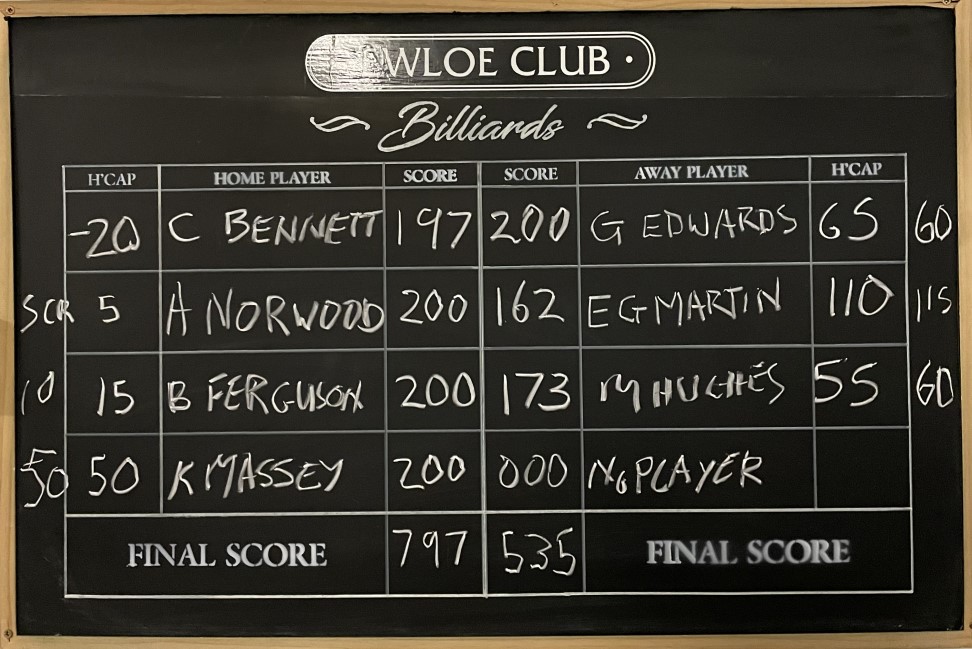 WLOE CLUB ·
Billiards
H'CAP HOME PLAYER SCORE SCORE AWAY PLAYER H'CAP
-20 C BENNETT 197 200 G EDWARDS 65 60
SCR 5 A NORWOOD 200 162 E G MARTIN 110 115
10 15 B FERGUSON 200 173 M HUGHES 55 60
50 50 K MASSEY 200 000 No PLAYER
FINAL SCORE 797 535 FINAL SCORE